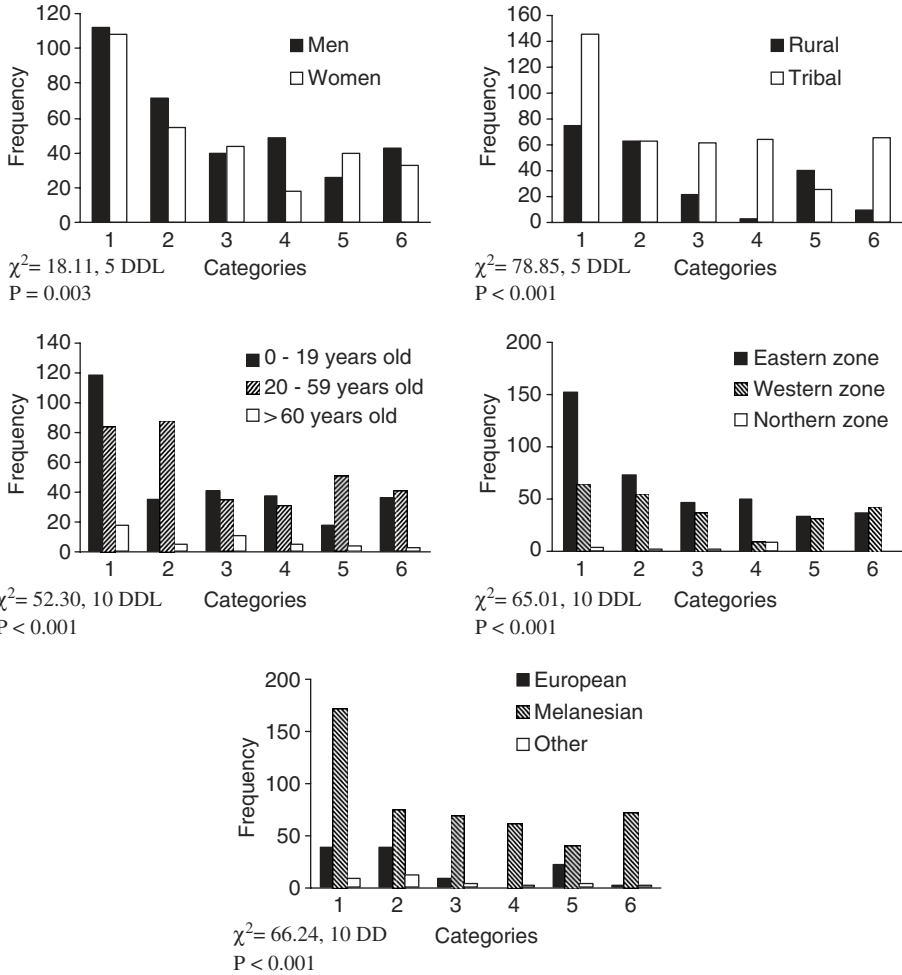 120
100
80
60
40
20
0
Frequency
Men
Women
1 2 3 4 5 6
Categories
χ²= 18.11, 5 DDL
P = 0.003
160
140
120
100
80
60
40
20
0
Frequency
Rural
Tribal
1 2 3 4 5 6
Categories
χ²= 78.85, 5 DDL
P < 0.001
140
120
100
80
60
40
20
0
Frequency
0 - 19 years old
20 - 59 years old
>60 years old
1 2 3 4 5 6
Categories
χ²= 52.30, 10 DDL
P < 0.001
200
150
100
50
0
Frequency
Eastern zone
Western zone
Northern zone
1 2 3 4 5 6
Categories
χ²= 65.01, 10 DDL
P < 0.001
200
150
100
50
0
Frequency
European
Melanesian
Other
1 2 3 4 5 6
Categories
χ²= 66.24, 10 DD
P < 0.001